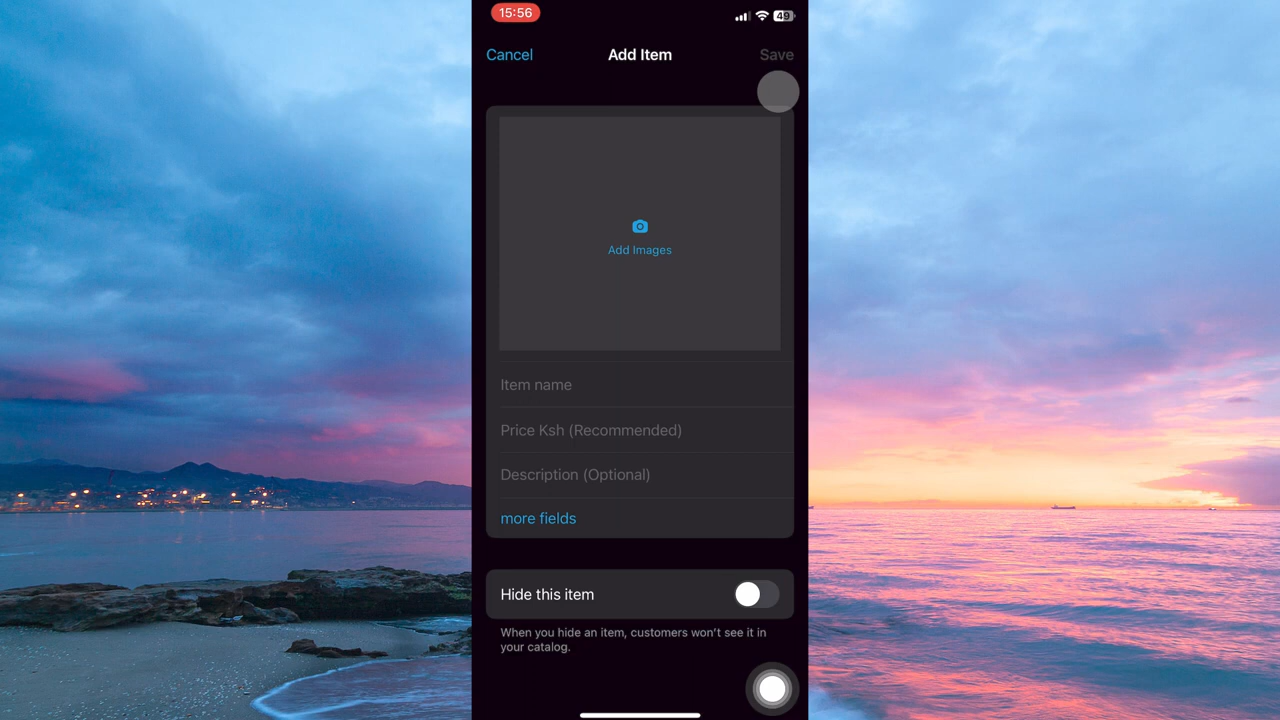 15:56
49
Cancel
Add Item
Save
Add Images
Item name
Price Ksh (Recommended)
Description (Optional)
more fields
Hide this item
When you hide an item, customers won't see it in
your catalog.